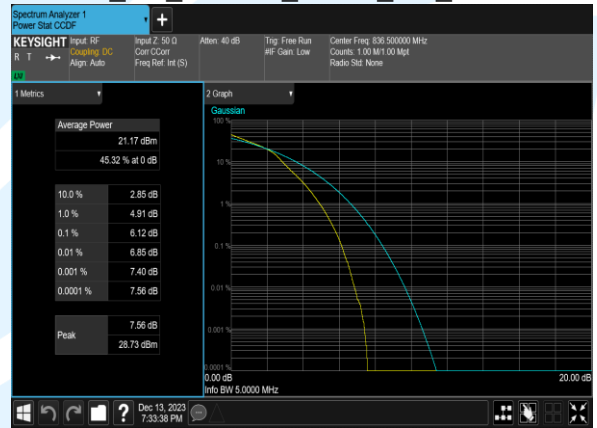 Spectrum Analyzer 1
Power Stat CCDF
+
KEYSIGHT
R T
LU
Input: RF
Coupling: DC
Align: Auto
Input Z: 50 Ω
Corr CCorr
Freq Ref: Int (S)
Atten: 40 dB
Trig: Free Run
#IF Gain: Low
Center Freq: 836.500000 MHz
Counts: 1.00 M/1.00 Mpt
Radio Std: None
1 Metrics
Average Power
21.17 dBm
45.32 % at 0 dB
10.0 % 2.85 dB
1.0 % 4.91 dB
0.1 % 6.12 dB
0.01 % 6.85 dB
0.001 % 7.40 dB
0.0001 % 7.56 dB
Peak 7.56 dB
28.73 dBm
2 Graph
Gaussian
100 %
10 %
1 %
0.1 %
0.01 %
0.001 %
0.0001 %
0.00 dB 20.00 dB
Info BW 5.0000 MHz
?
Dec 13, 2023
7:33:38 PM